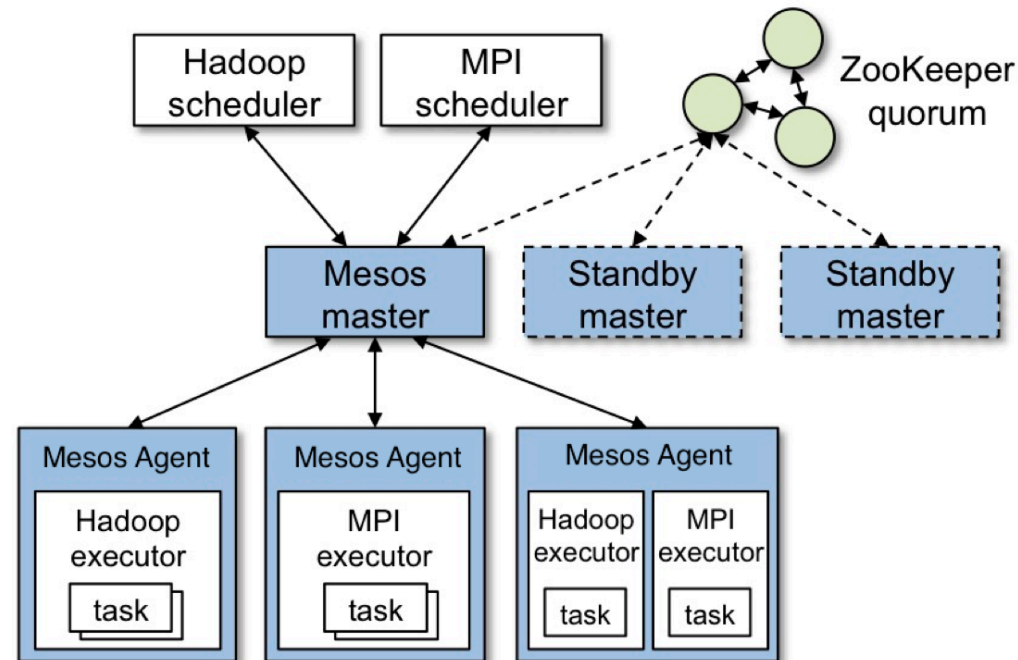 Hadoop
scheduler
MPI
scheduler
ZooKeeper
quorum
Mesos
master
Standby
master
Standby
master
Mesos Agent
Hadoop
executor
task
Mesos Agent
MPI
executor
task
Mesos Agent
Hadoop
executor
task
MPI
executor
task